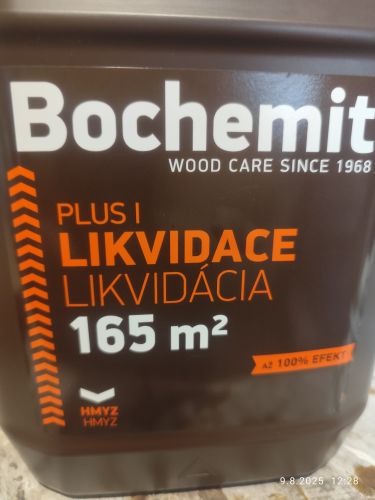 Bochemit
WOOD CARE SINCE 1968
PLUS I
LIKVIDACE
LIKVIDÁCIA
165 m²
AŽ 100% EFEKT
HMYZ
HMYZ
9.8.2025 12:28